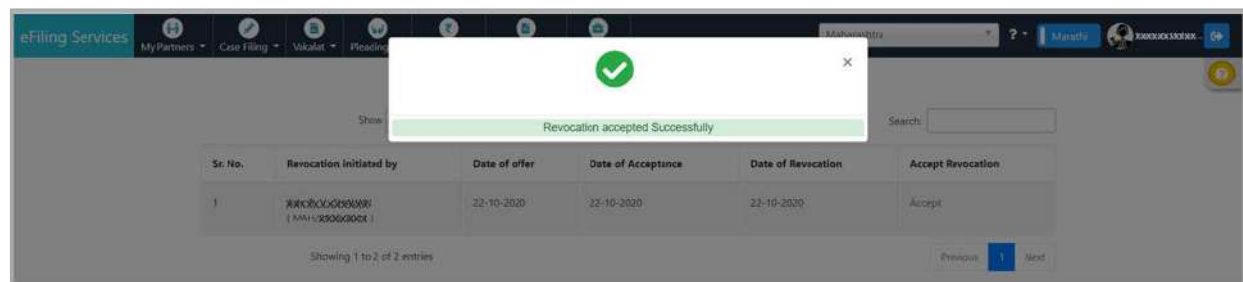 eFiling Services My Partners Case Filing Vakalat Pleading Maharashtra ? Marathi
×
Revocation accepted Successfully
Show Search:
Sr. No. Revocation initiated by Date of offer Date of Acceptance Date of Revocation Accept Revocation
1 22-10-2020 22-10-2020 22-10-2020 Accept
Showing 1 to 2 of 2 entries Previous 1 Next